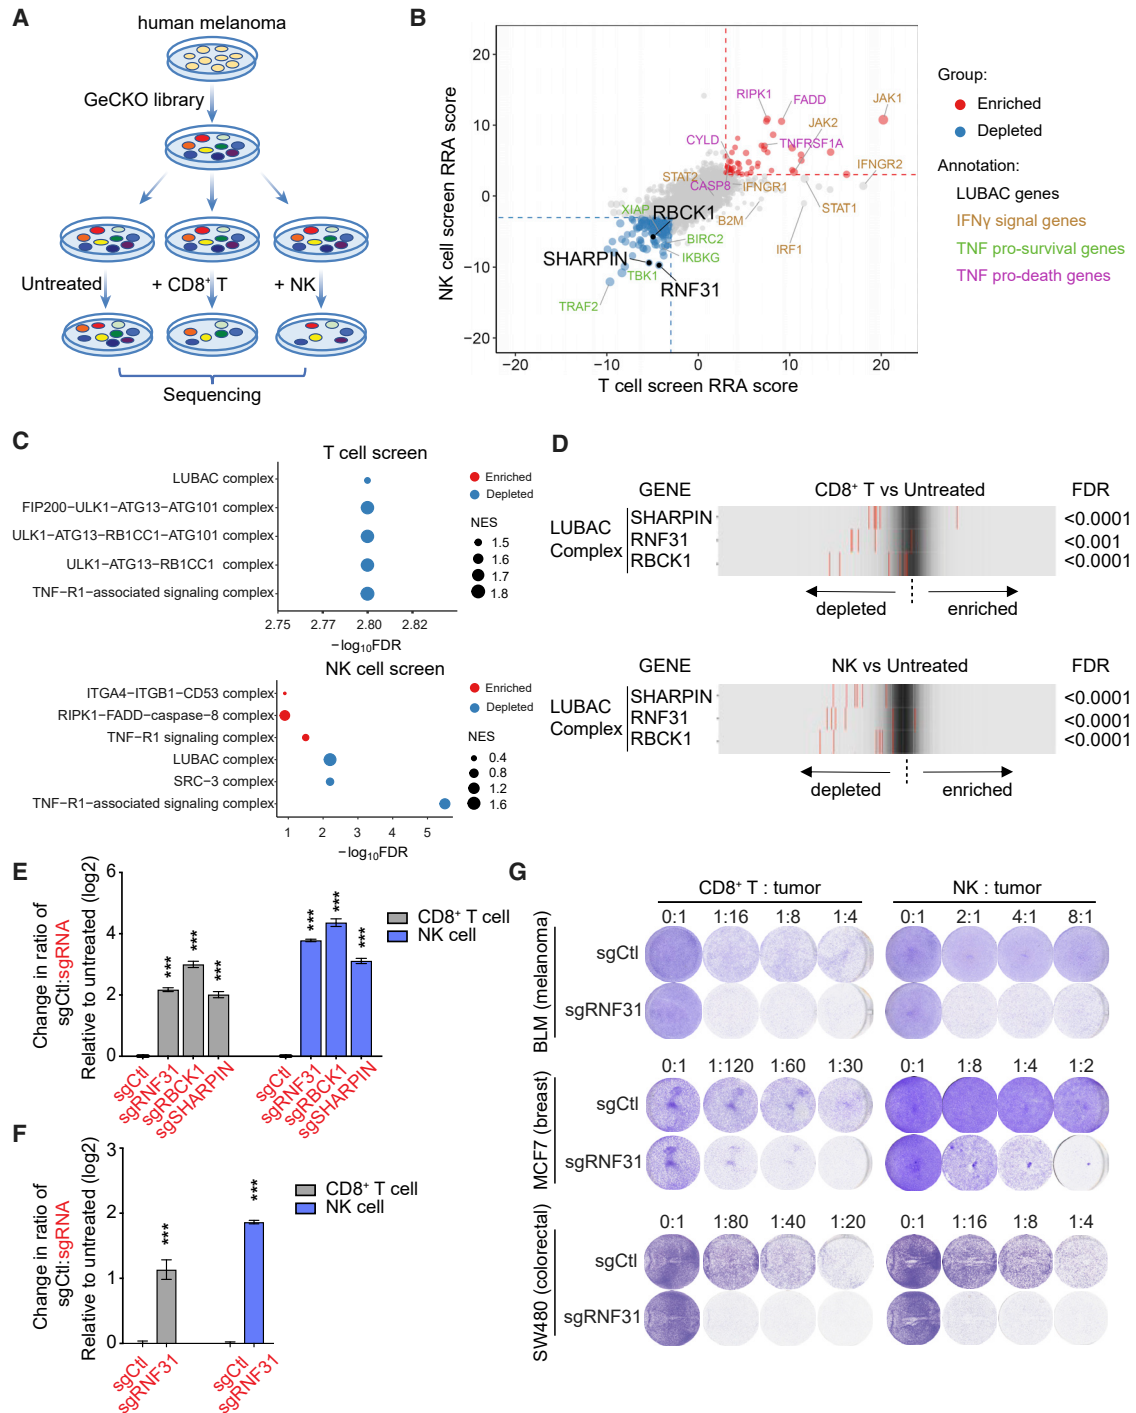 A
human melanoma
GeCKO library
Untreated
+ CD8⁺ T
+ NK
Sequencing
B
NK cell screen RRA score
20
10
0
−10
−20
−20
−10
0
10
20
T cell screen RRA score
RIPK1
FADD
JAK1
JAK2
CYLD
TNFRSF1A
IFNGR2
STAT2
CASP8
IFNGR1
STAT1
XIAP
RBCK1
B2M
IRF1
BIRC2
SHARPIN
IKBKG
TBK1
RNF31
TRAF2
Group:
Enriched
Depleted
Annotation:
LUBAC genes
IFNγ signal genes
TNF pro-survival genes
TNF pro-death genes
C
T cell screen
LUBAC complex
FIP200−ULK1−ATG13−ATG101 complex
ULK1−ATG13−RB1CC1−ATG101 complex
ULK1−ATG13−RB1CC1 complex
TNF−R1−associated signaling complex
2.75
2.77
2.80
2.82
−log10FDR
Enriched
Depleted
NES
1.5
1.6
1.7
1.8
NK cell screen
ITGA4−ITGB1−CD53 complex
RIPK1−FADD−caspase−8 complex
TNF−R1 signaling complex
LUBAC complex
SRC−3 complex
TNF−R1−associated signaling complex
1
2
3
4
5
−log10FDR
Enriched
Depleted
NES
0.4
0.8
1.2
1.6
D
GENE
CD8⁺ T vs Untreated
FDR
LUBAC
Complex
SHARPIN
<0.0001
RNF31
<0.001
RBCK1
<0.0001
depleted
enriched
GENE
NK vs Untreated
FDR
LUBAC
Complex
SHARPIN
<0.0001
RNF31
<0.0001
RBCK1
<0.0001
depleted
enriched
E
Change in ratio of
sgCtl:sgRNA
Relative to untreated (log2)
6
4
2
0
***
***
***
***
***
***
CD8⁺ T cell
NK cell
sgCtl
sgRNF31
sgRBCK1
sgSHARPIN
sgCtl
sgRNF31
sgRBCK1
sgSHARPIN
F
Change in ratio of
sgCtl:sgRNA
Relative to untreated (log2)
3
2
1
0
***
***
CD8⁺ T cell
NK cell
sgCtl
sgRNF31
sgCtl
sgRNF31
G
CD8⁺ T : tumor
NK : tumor
BLM (melanoma)
0:1 1:16 1:8 1:4
0:1 2:1 4:1 8:1
sgCtl
sgRNF31
MCF7 (breast)
0:1 1:120 1:60 1:30
0:1 1:8 1:4 1:2
sgCtl
sgRNF31
SW480 (colorectal)
0:1 1:80 1:40 1:20
0:1 1:16 1:8 1:4
sgCtl
sgRNF31